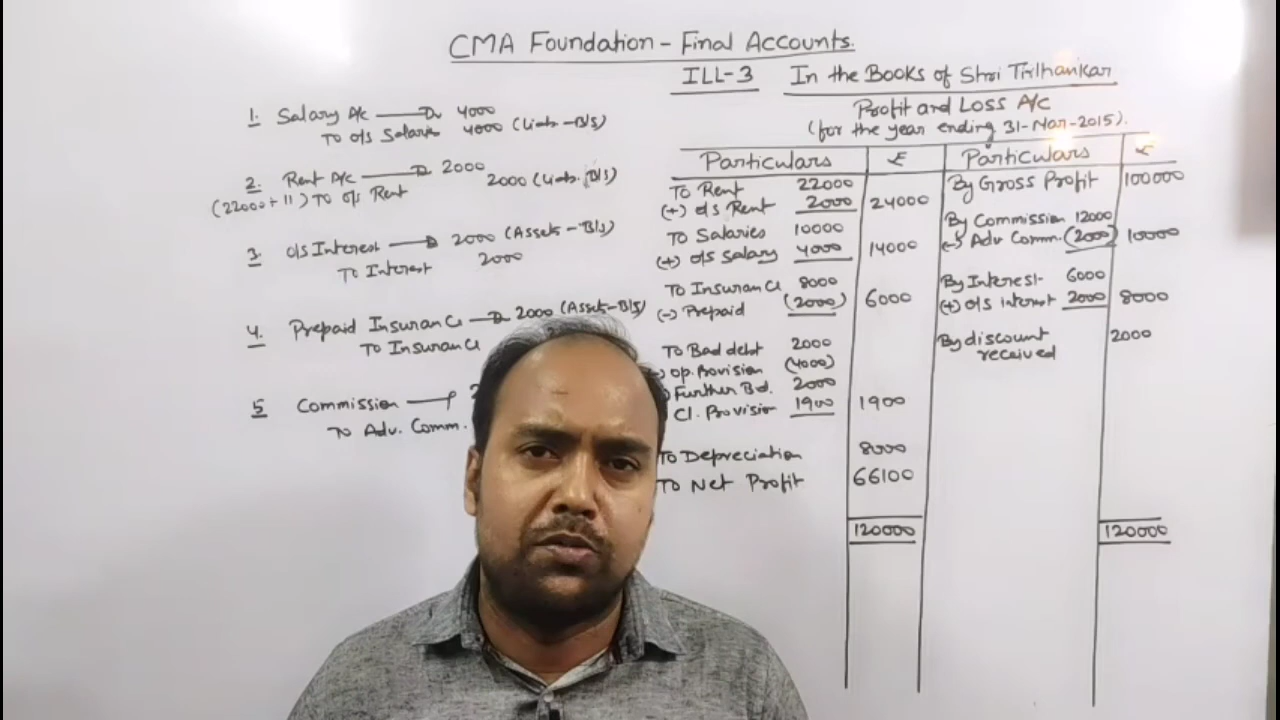 CMA Foundation - Final Accounts.
ILL-3 In the Books of Shri Tirthankar
1. Salary A/c → Dr 4000
To o/s Salaries 4000 (Liab-B/s)
2. Rent A/c → Dr 2000
(22000÷11) To o/s Rent 2000 (Liab. B/s)
3. o/s Interest → Dr 2000 (Assets-B/s)
To Interest 2000
4. Prepaid Insurance → Dr 2000 (Asset-B/s)
To Insurance
5 Commission → Dr
To Adv. Comm.
Profit and Loss A/c
(for the year ending 31-Mar-2015).
Particulars ₹ Particulars ₹
To Rent 22000
(+) o/s Rent 2000 24000
To Salaries 10000
(+) o/s Salary 4000 14000
To Insurance 8000
(-) Prepaid (2000) 6000
To Bad debt 2000
(-) Op. Provision (4000)
Further Bd. 2000
Cl. Provision 1900 1900
To Depreciation 8000
To Net Profit 66100
120000
By Gross Profit 100000
By Commission 12000
(-) Adv Comm. (2000) 10000
By Interest 6000
(+) o/s interest 2000 8000
By discount
received 2000
120000